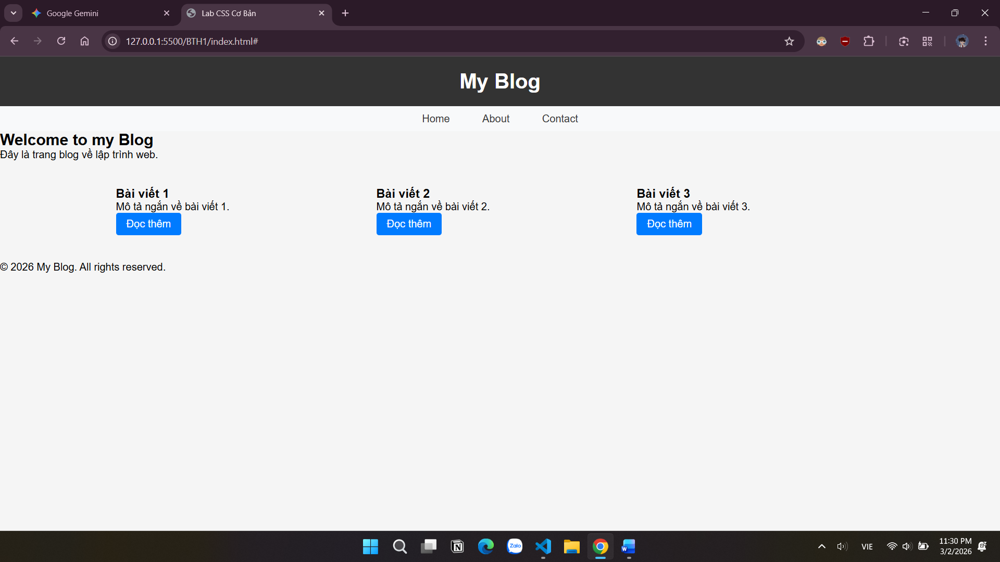 Google Gemini
Lab CSS Cơ Bản
127.0.0.1:5500/BTH1/index.html#
My Blog
Home About Contact
Welcome to my Blog
Đây là trang blog về lập trình web.
Bài viết 1
Mô tả ngắn về bài viết 1.
Đọc thêm
Bài viết 2
Mô tả ngắn về bài viết 2.
Đọc thêm
Bài viết 3
Mô tả ngắn về bài viết 3.
Đọc thêm
© 2026 My Blog. All rights reserved.
Zalo
W
VIE
11:30 PM
3/2/2026